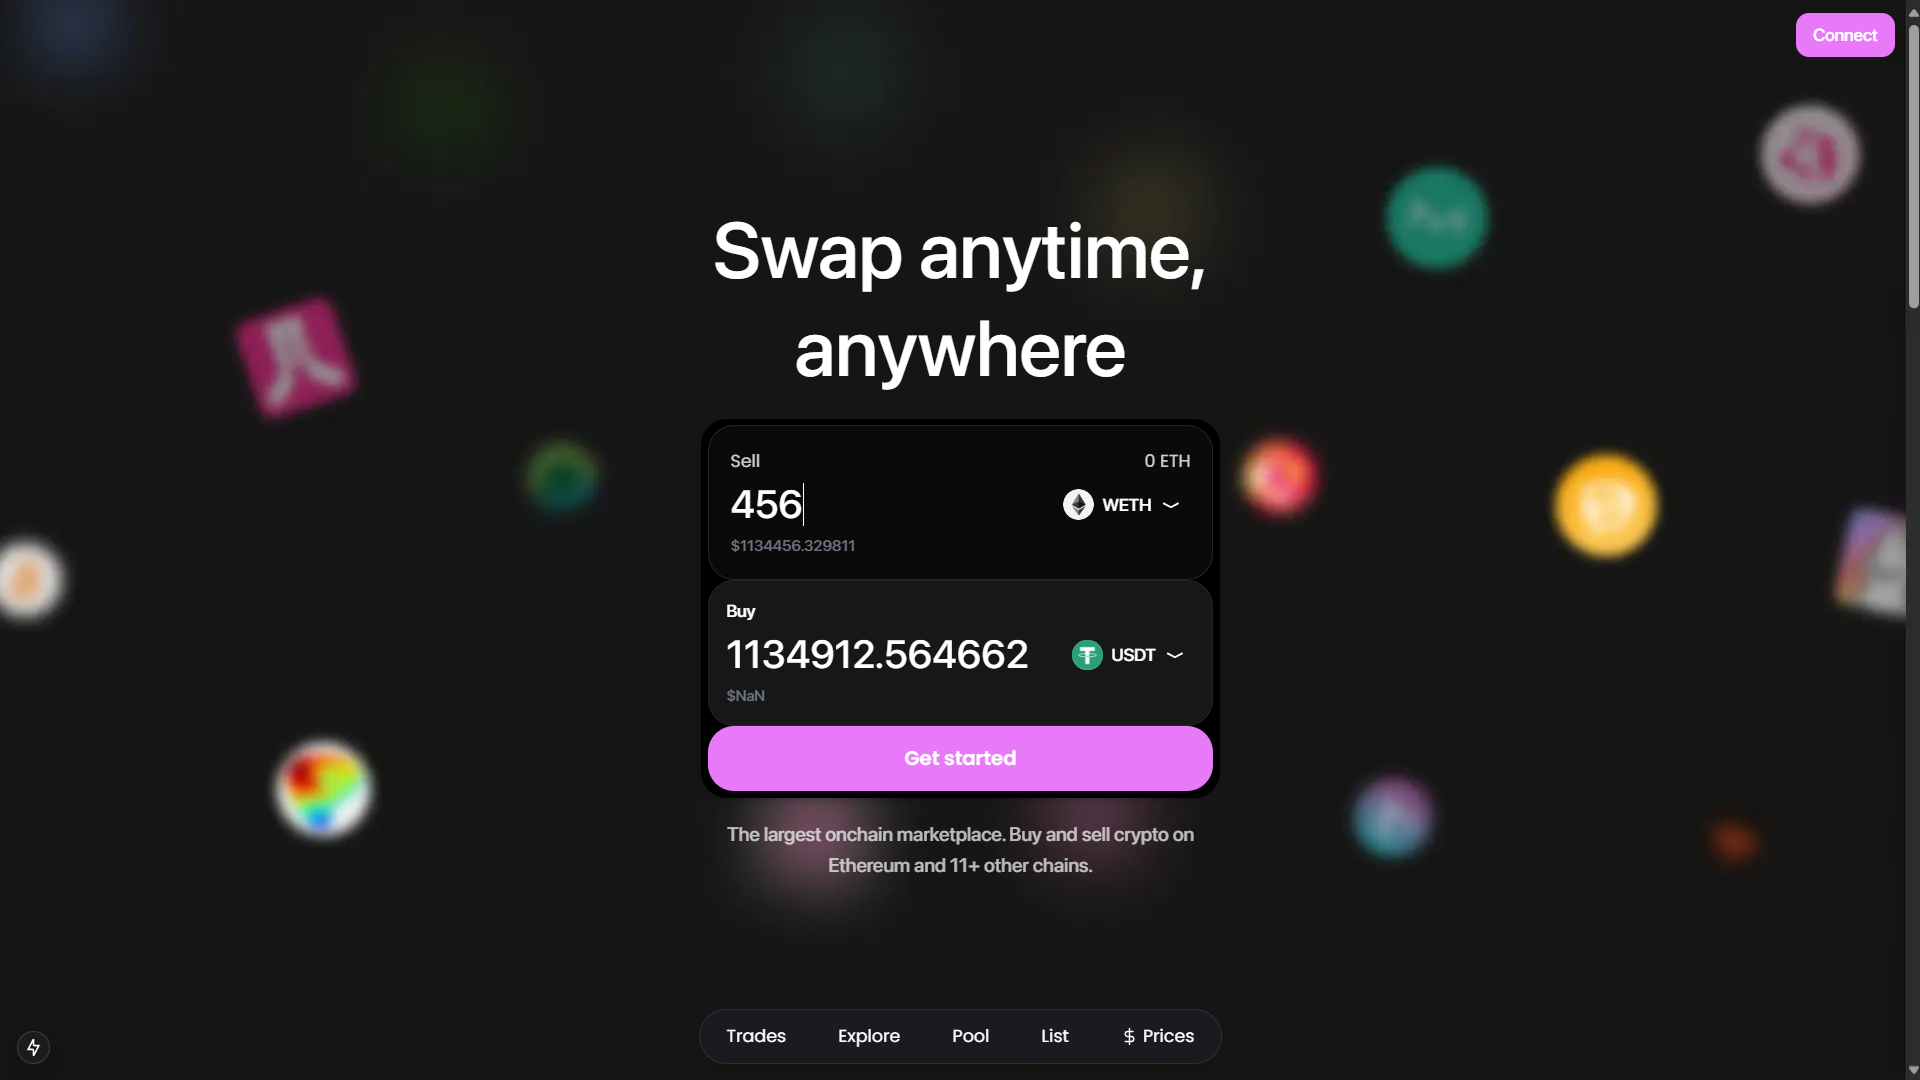 Connect
Swap anytime,
anywhere
Sell
0 ETH
456
WETH
$1134456.329811
Buy
1134912.564662
USDT
$NaN
Get started
The largest onchain marketplace. Buy and sell crypto on
Ethereum and 11+ other chains.
Trades
Explore
Pool
List
$ Prices